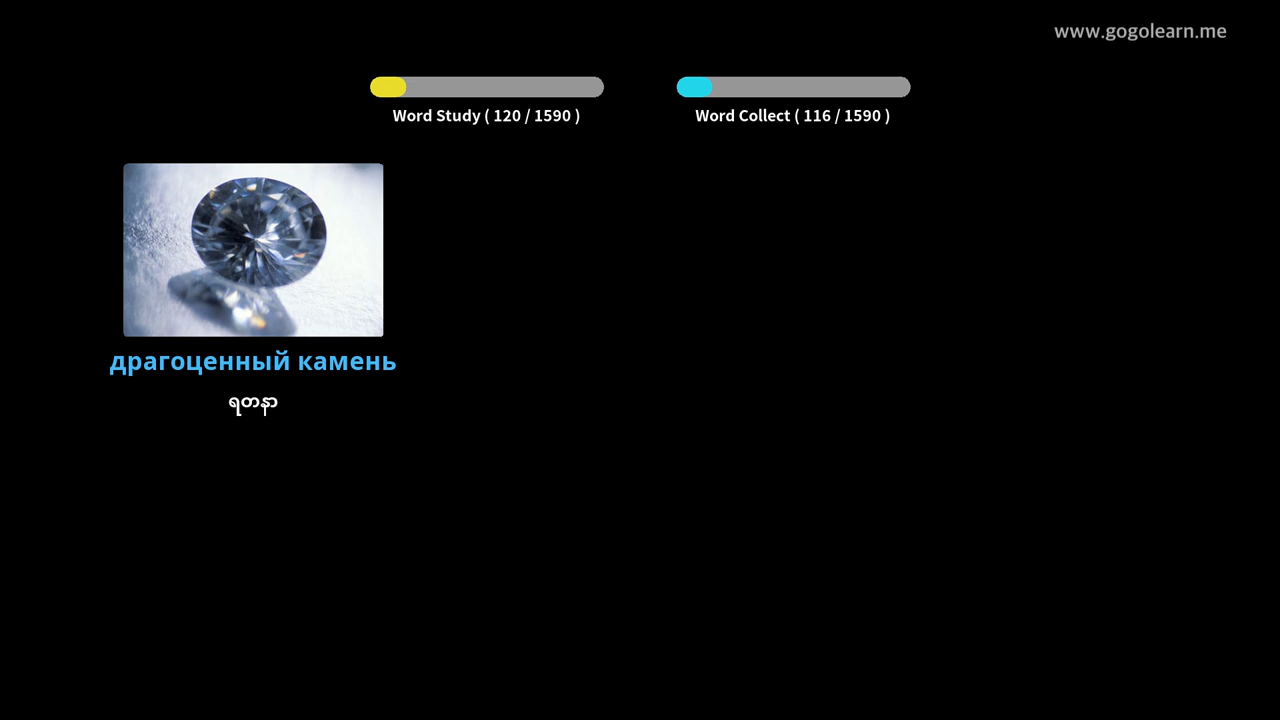 www.gogolearn.me
Word Study ( 120 / 1590 )
Word Collect ( 116 / 1590 )
драгоценный камень
ရတနာ